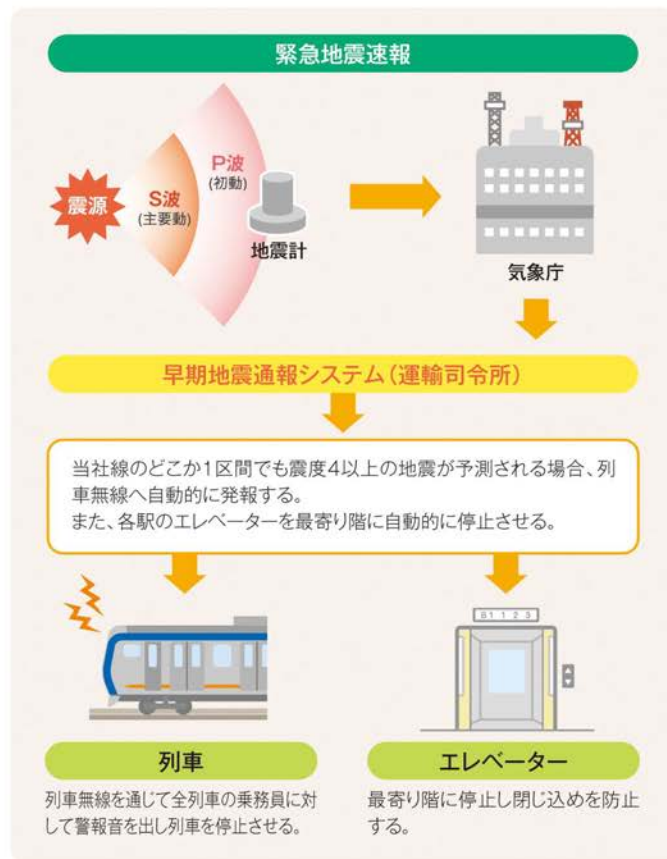 緊急地震速報
震源
S波
(主要動)
P波
(初動)
地震計
気象庁
早期地震通報システム(運輸司令所)
当社線のどこか1区間でも震度4以上の地震が予測される場合、列
車無線へ自動的に発報する。
また、各駅のエレベーターを最寄り階に自動的に停止させる。
B1 1 2 3
列車
列車無線を通じて全列車の乗務員に対
して警報音を出し列車を停止させる。
エレベーター
最寄り階に停止し閉じ込めを防止
する。